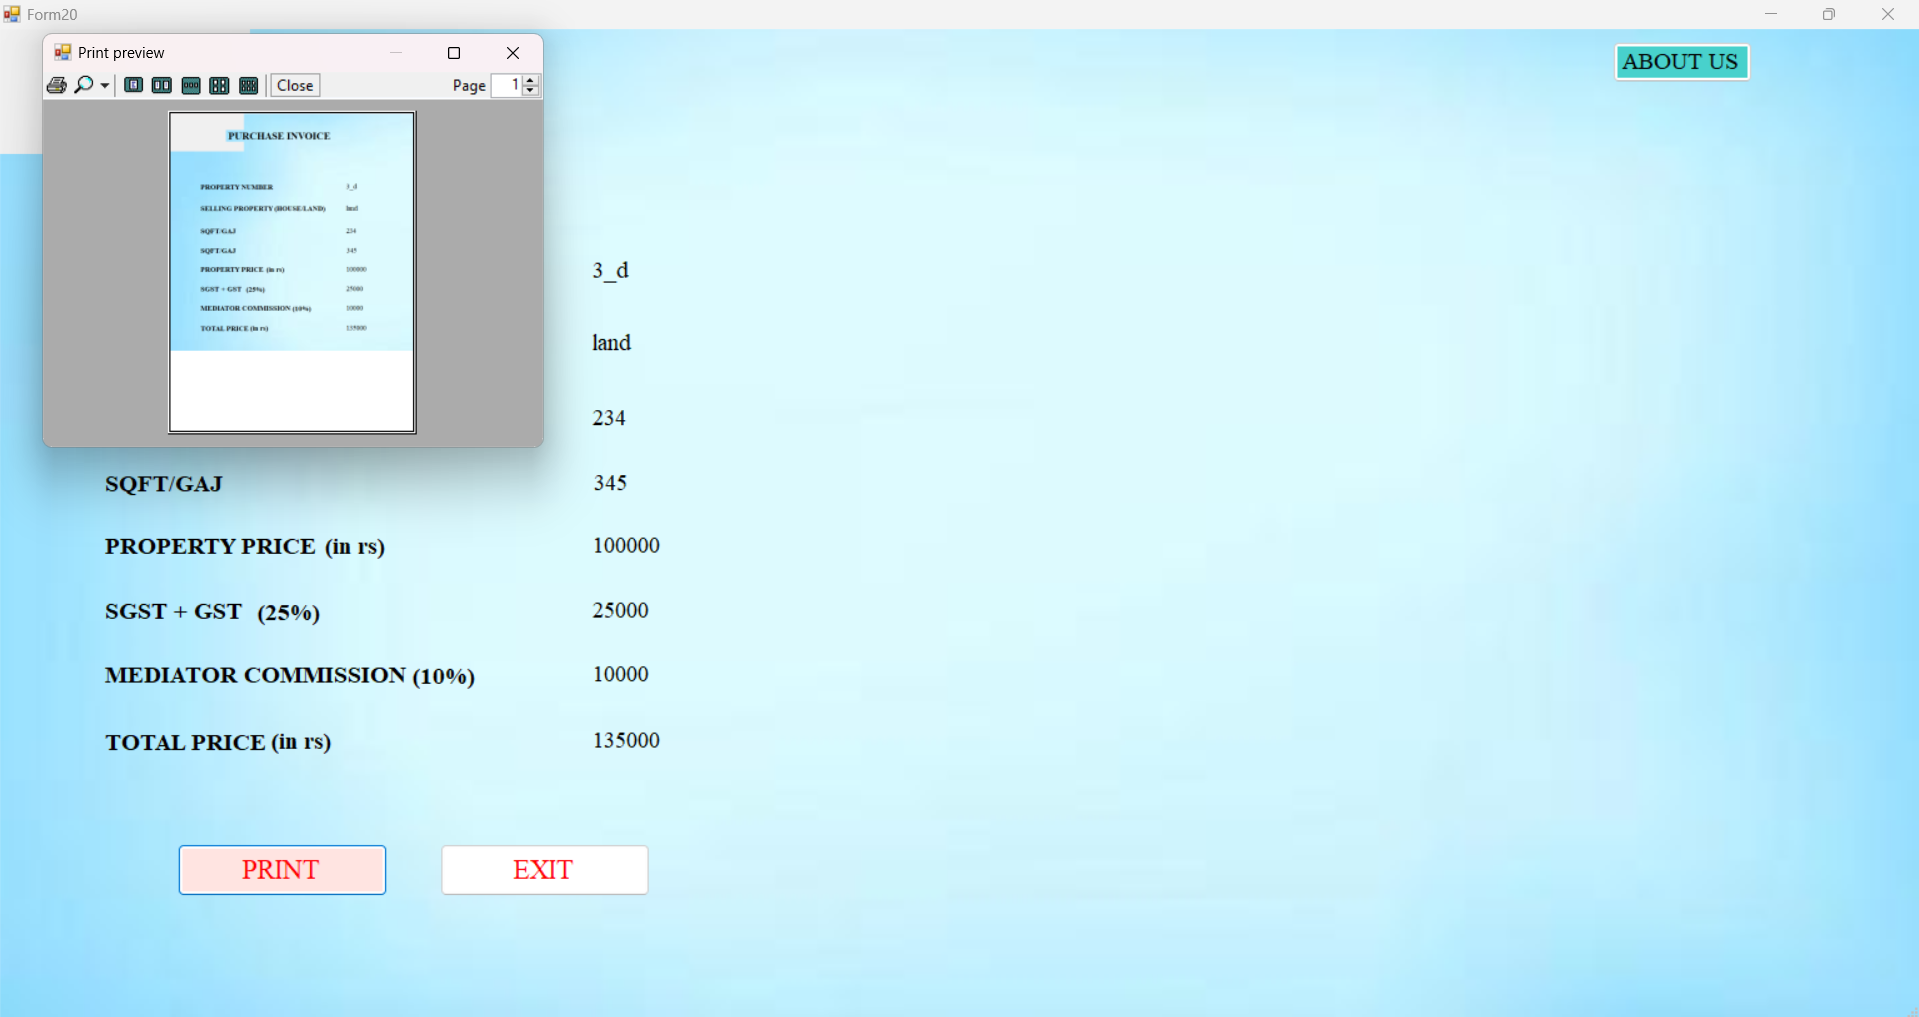 Form20
Print preview
Close
Page 1
PURCHASE INVOICE
PROPERTY NUMBER 3_d
SELLING PROPERTY (HOUSE/LAND) land
SQFT/GAJ 234
SQFT/GAJ 345
PROPERTY PRICE (in rs) 100000
SGST + GST (25%) 25000
MEDIATOR COMMISSION (10%) 10000
TOTAL PRICE (in rs) 135000
ABOUT US
3_d
land
234
SQFT/GAJ 345
PROPERTY PRICE (in rs) 100000
SGST + GST (25%) 25000
MEDIATOR COMMISSION (10%) 10000
TOTAL PRICE (in rs) 135000
PRINT EXIT